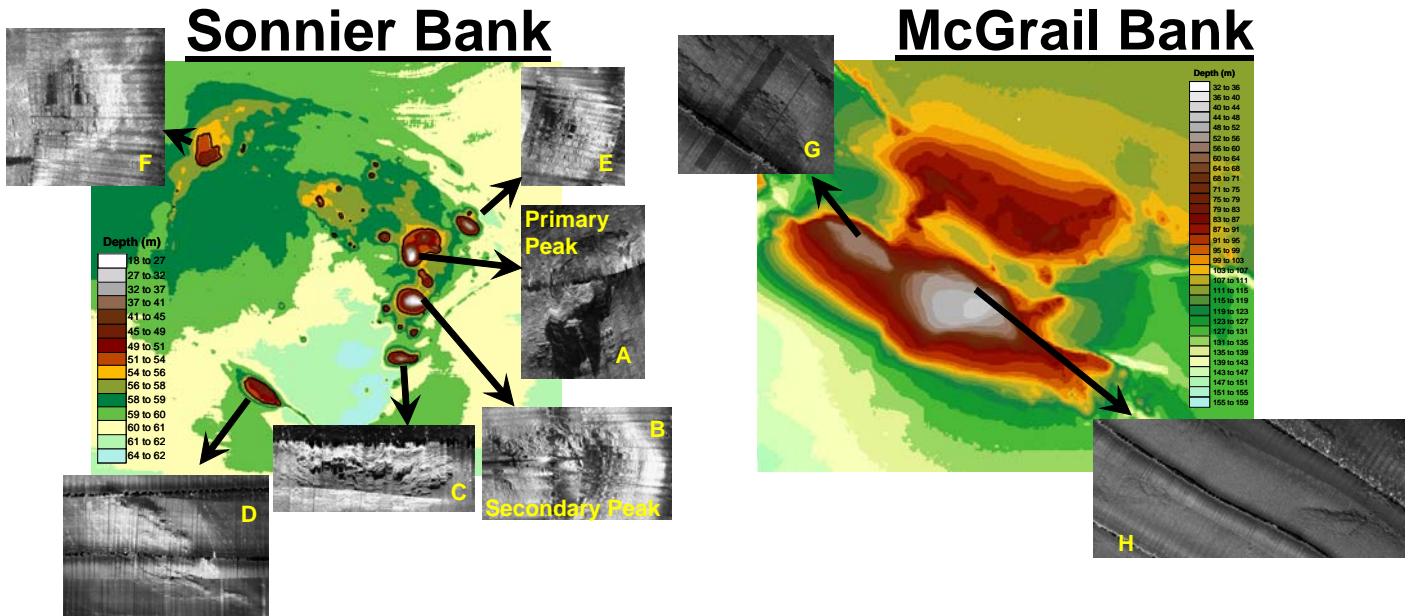 Sonnier Bank
McGrail Bank
F
E
Primary
Peak
A
B
Secondary Peak
C
D
Depth (m)
18 to 27
27 to 32
32 to 37
37 to 41
41 to 45
45 to 49
49 to 51
51 to 54
54 to 56
56 to 58
58 to 59
59 to 60
60 to 61
61 to 62
64 to 62
G
H
Depth (m)
32 to 36
36 to 40
40 to 44
44 to 48
48 to 52
52 to 56
56 to 60
60 to 64
64 to 68
68 to 71
71 to 75
75 to 79
79 to 83
83 to 87
87 to 91
91 to 95
95 to 99
99 to 103
103 to 107
107 to 111
111 to 115
115 to 119
119 to 123
123 to 127
127 to 131
131 to 135
135 to 139
139 to 143
143 to 147
147 to 151
151 to 155
155 to 159